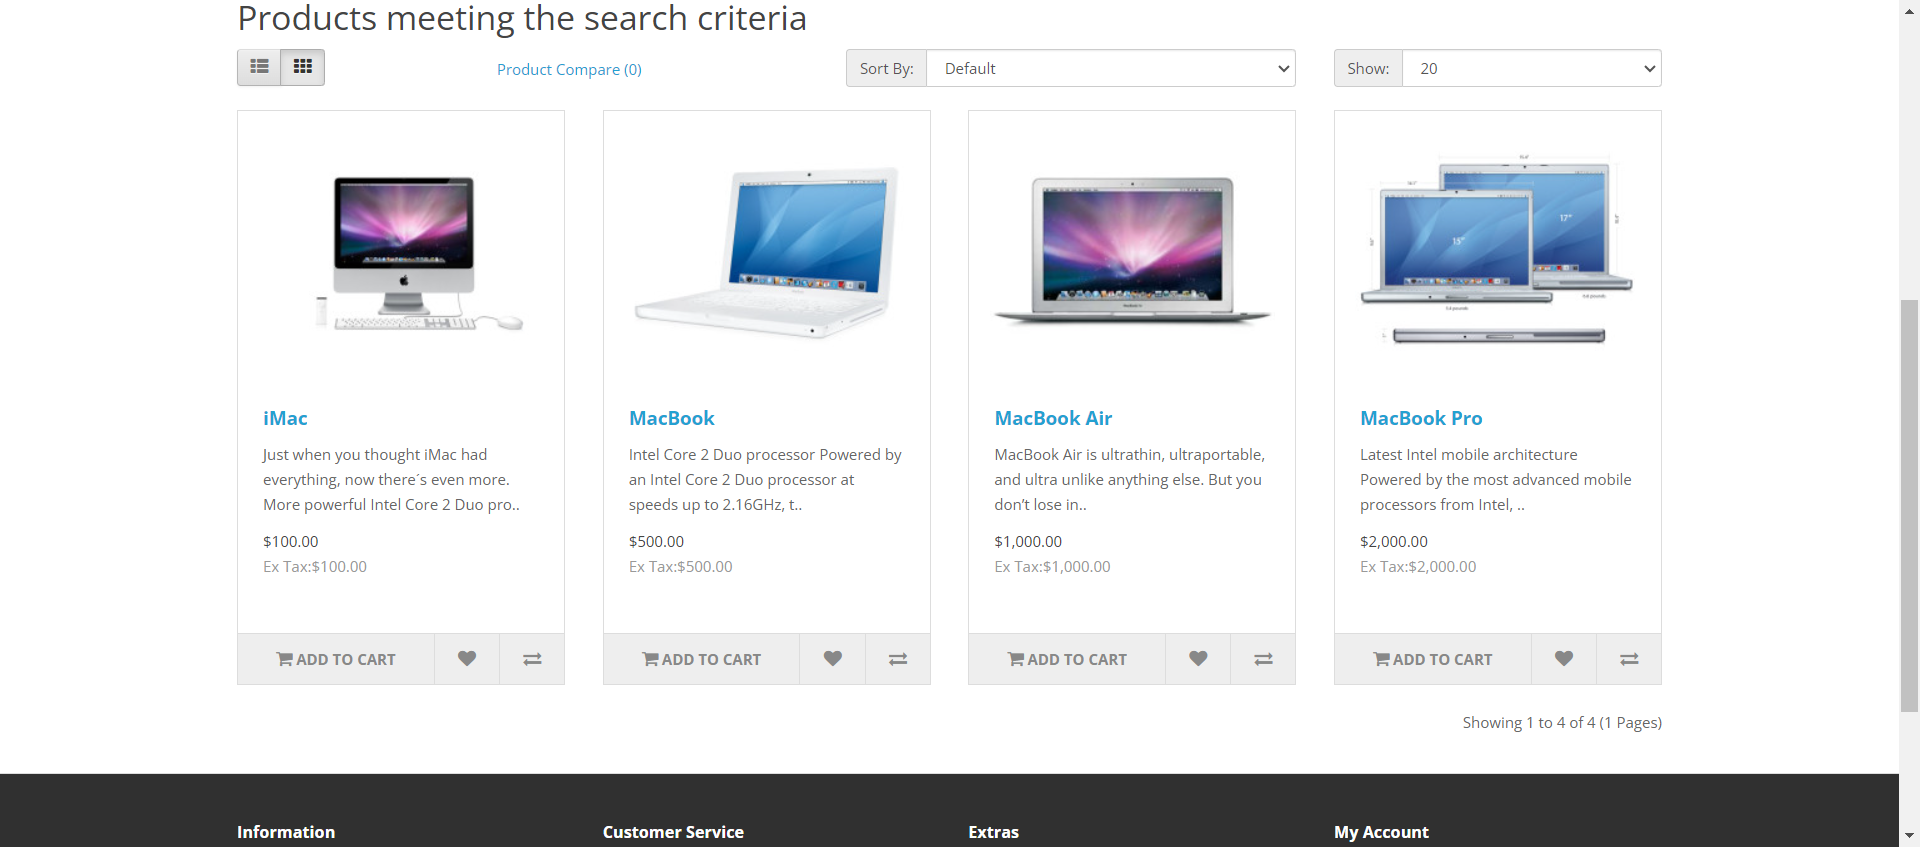 Products meeting the search criteria
Product Compare (0)
Sort By: Default
Show: 20
15"
17"
iMac
Just when you thought iMac had
everything, now there´s even more.
More powerful Intel Core 2 Duo pro..
$100.00
Ex Tax:$100.00
ADD TO CART
MacBook
Intel Core 2 Duo processor Powered by
an Intel Core 2 Duo processor at
speeds up to 2.16GHz, t..
$500.00
Ex Tax:$500.00
ADD TO CART
MacBook Air
MacBook Air is ultrathin, ultraportable,
and ultra unlike anything else. But you
don’t lose in..
$1,000.00
Ex Tax:$1,000.00
ADD TO CART
MacBook Pro
Latest Intel mobile architecture
Powered by the most advanced mobile
processors from Intel, ..
$2,000.00
Ex Tax:$2,000.00
ADD TO CART
Showing 1 to 4 of 4 (1 Pages)
Information
Customer Service
Extras
My Account